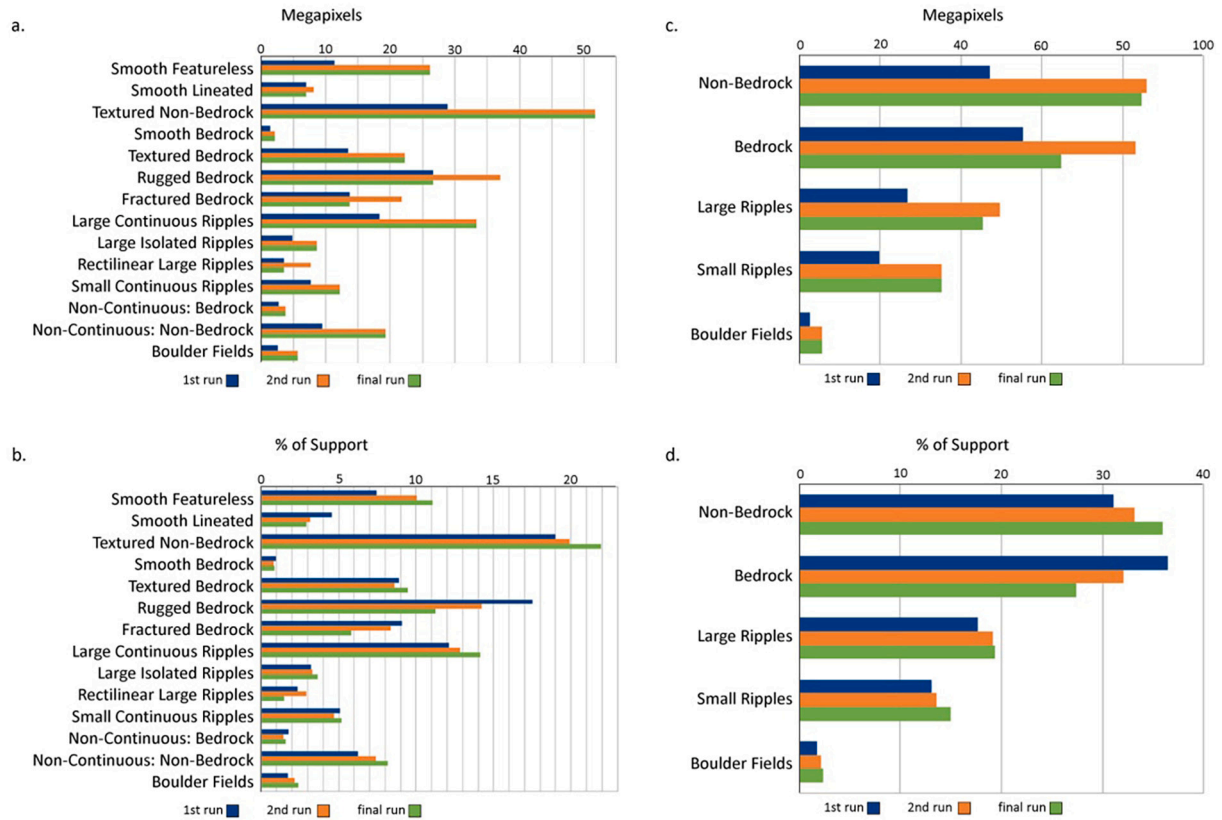 a.
Megapixels
0 10 20 30 40 50
Smooth Featureless
Smooth Lineated
Textured Non-Bedrock
Smooth Bedrock
Textured Bedrock
Rugged Bedrock
Fractured Bedrock
Large Continuous Ripples
Large Isolated Ripples
Rectilinear Large Ripples
Small Continuous Ripples
Non-Continuous: Bedrock
Non-Continuous: Non-Bedrock
Boulder Fields
1st run 2nd run final run
c.
Megapixels
0 20 40 60 50 100
Non-Bedrock
Bedrock
Large Ripples
Small Ripples
Boulder Fields
1st run 2nd run final run
b.
% of Support
0 5 10 15 20
Smooth Featureless
Smooth Lineated
Textured Non-Bedrock
Smooth Bedrock
Textured Bedrock
Rugged Bedrock
Fractured Bedrock
Large Continuous Ripples
Large Isolated Ripples
Rectilinear Large Ripples
Small Continuous Ripples
Non-Continuous: Bedrock
Non-Continuous: Non-Bedrock
Boulder Fields
1st run 2nd run final run
d.
% of Support
0 10 20 30 40
Non-Bedrock
Bedrock
Large Ripples
Small Ripples
Boulder Fields
1st run 2nd run final run